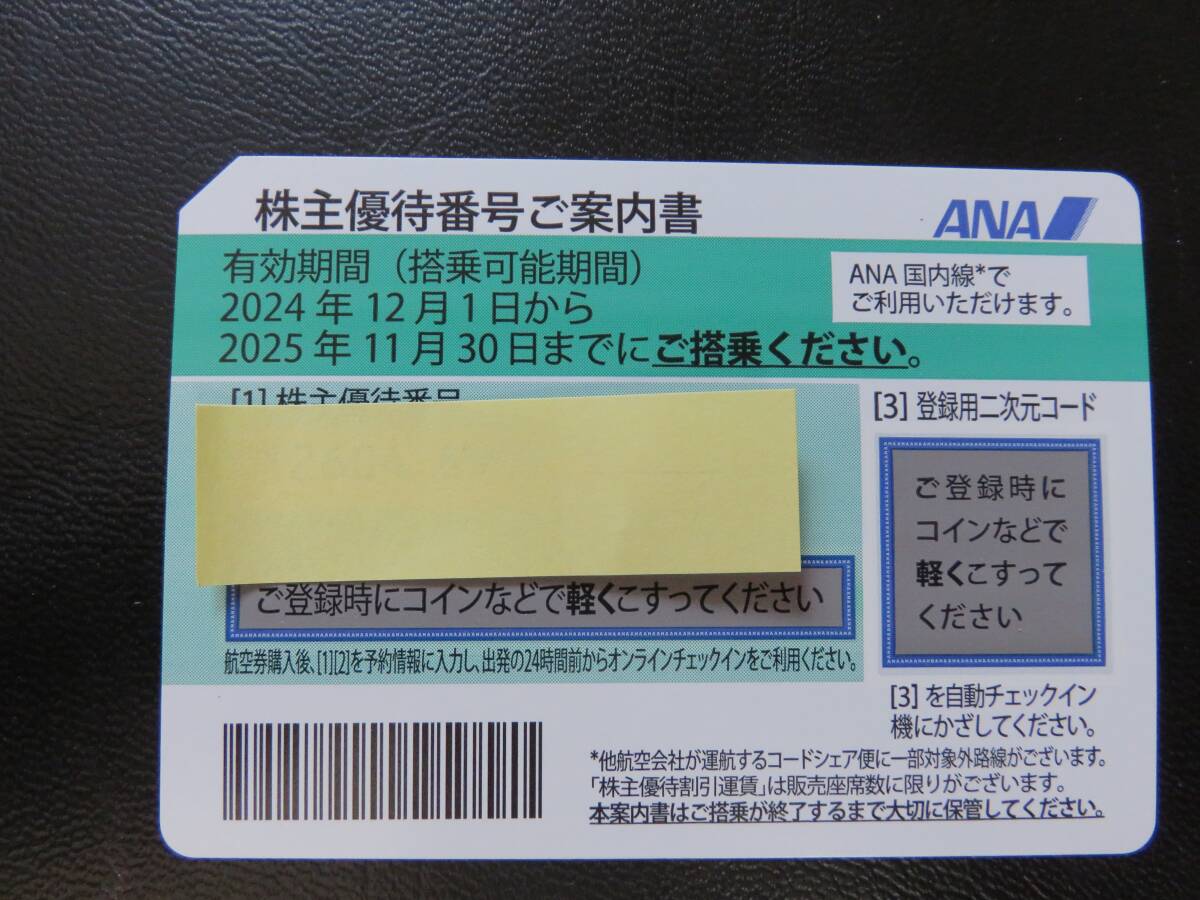 株主優待番号ご案内書
ANA
有効期間（搭乗可能期間）
2024年12月1日から
2025年11月30日までにご搭乗ください。
ANA国内線*で
ご利用いただけます。
[1] 株主優待番号
ご登録時にコインなどで軽くこすってください
航空券購入後、[1][2]を予約情報に入力し、出発の24時間前からオンラインチェックインをご利用ください。
[3] 登録用二次元コード
ご登録時に
コインなどで
軽くこすって
ください
[3] を自動チェックイン
機にかざしてください。
*他航空会社が運航するコードシェア便に一部対象外路線がございます。
「株主優待割引運賃」は販売座席数に限りがございます。
本案内書はご搭乗が終了するまで大切に保管してください。